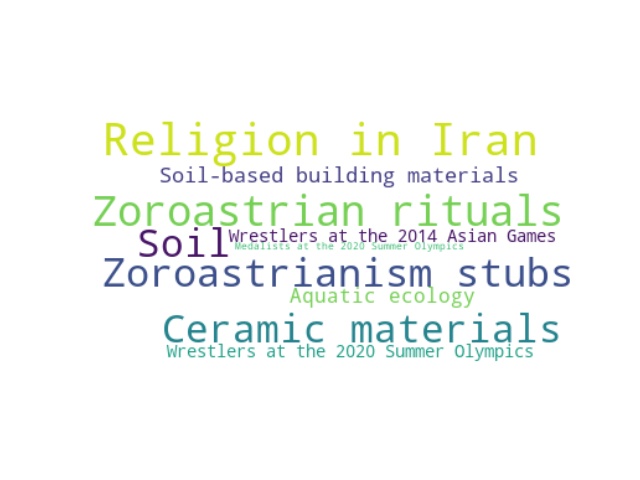 Religion in Iran
Soil-based building materials
Zoroastrian rituals
Soil
Wrestlers at the 2014 Asian Games
Medalists at the 2020 Summer Olympics
Zoroastrianism stubs
Aquatic ecology
Ceramic materials
Wrestlers at the 2020 Summer Olympics